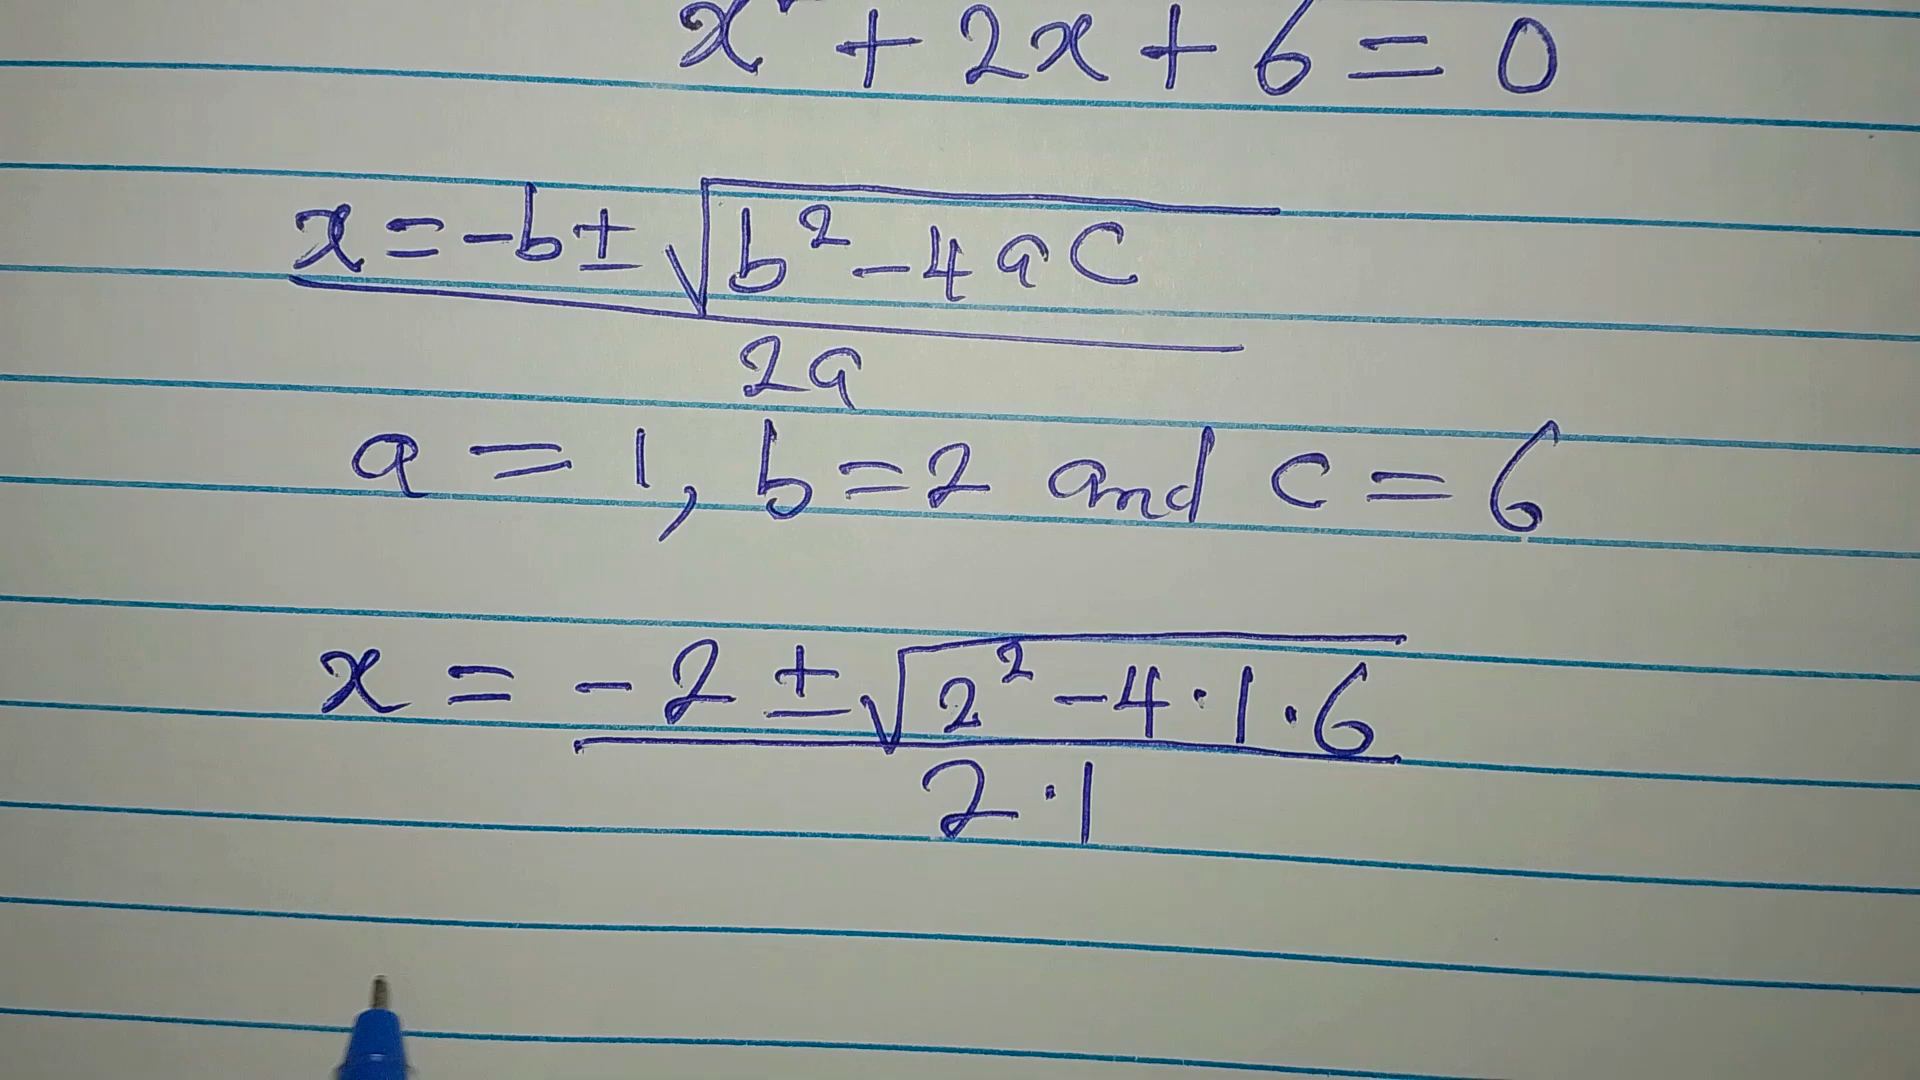 x² + 2x + 6 = 0
x = -b ± √(b² - 4ac)
2a
a = 1, b = 2 and c = 6
x = -2 ± √(2² - 4·1·6)
2·1